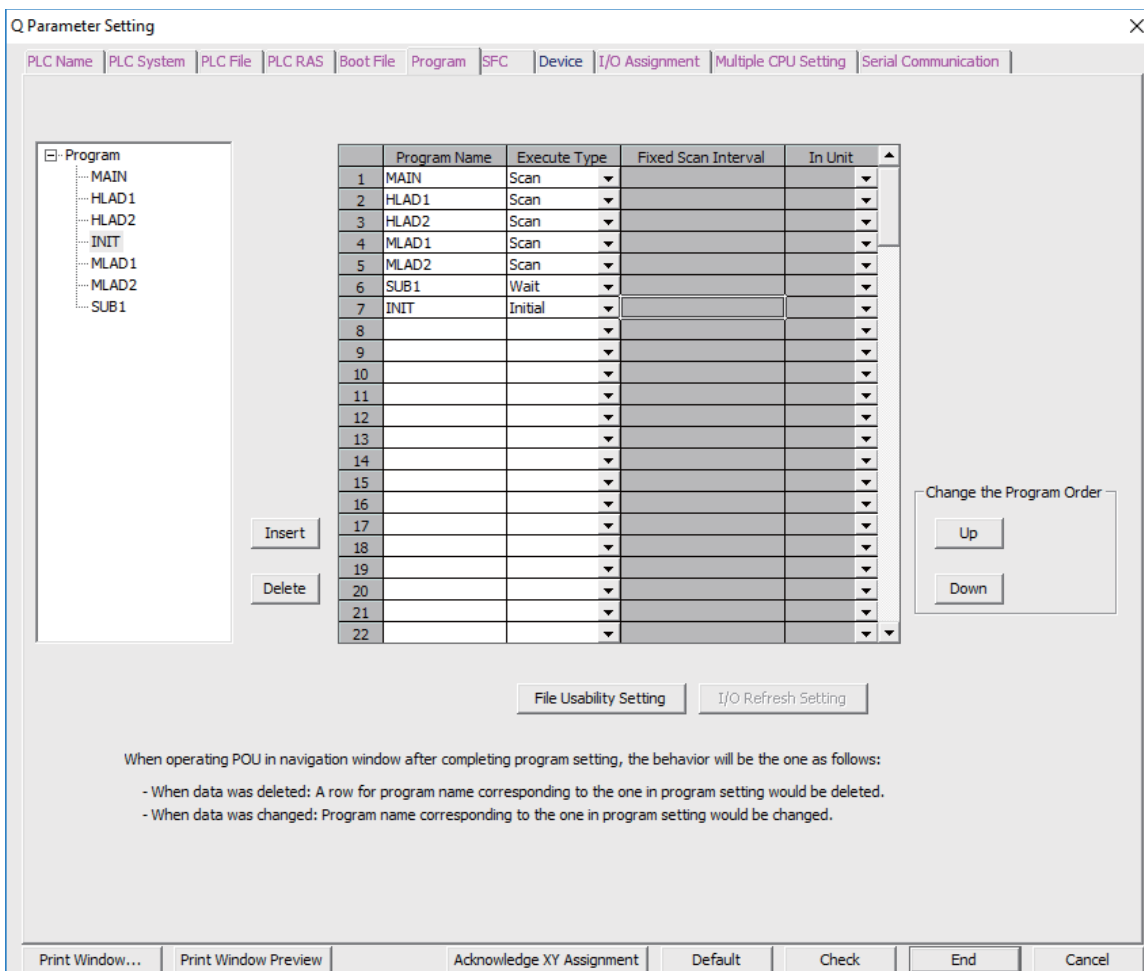 Q Parameter Setting
PLC Name PLC System PLC File PLC RAS Boot File Program SFC Device I/O Assignment Multiple CPU Setting Serial Communication
Program
MAIN
HLAD1
HLAD2
INIT
MLAD1
MLAD2
SUB1
Program Name Execute Type Fixed Scan Interval In Unit
1 MAIN Scan
2 HLAD1 Scan
3 HLAD2 Scan
4 MLAD1 Scan
5 MLAD2 Scan
6 SUB1 Wait
7 INIT Initial
8
9
10
11
12
13
14
15
16
17
18
19
20
21
22
Insert
Delete
Change the Program Order
Up
Down
File Usability Setting I/O Refresh Setting
When operating POU in navigation window after completing program setting, the behavior will be the one as follows:
- When data was deleted: A row for program name corresponding to the one in program setting would be deleted.
- When data was changed: Program name corresponding to the one in program setting would be changed.
Print Window... Print Window Preview Acknowledge XY Assignment Default Check End Cancel